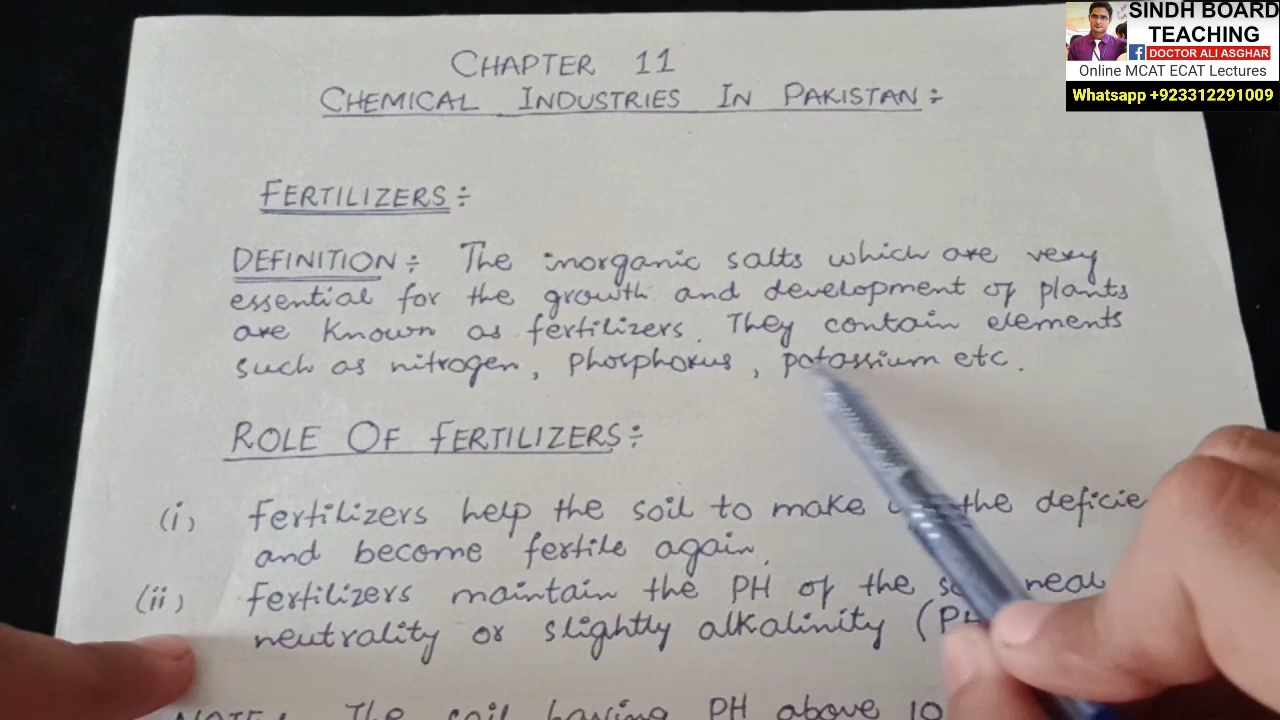 SINDH BOARD
TEACHING
f DOCTOR ALI ASGHAR
Online MCAT ECAT Lectures
Whatsapp +923312291009
CHAPTER 11
CHEMICAL INDUSTRIES IN PAKISTAN:
FERTILIZERS:
DEFINITION: The inorganic salts which are very
essential for the growth and development of plants
are known as fertilizers. They contain elements
such as nitrogen, phosphorus, potassium etc.
ROLE OF FERTILIZERS:
(i) Fertilizers help the soil to make the
and become fertile again.
(ii) Fertilizers maintain the PH of the
neutrality or slightly alkalinity (PH
NOTE: The soil having PH above 10